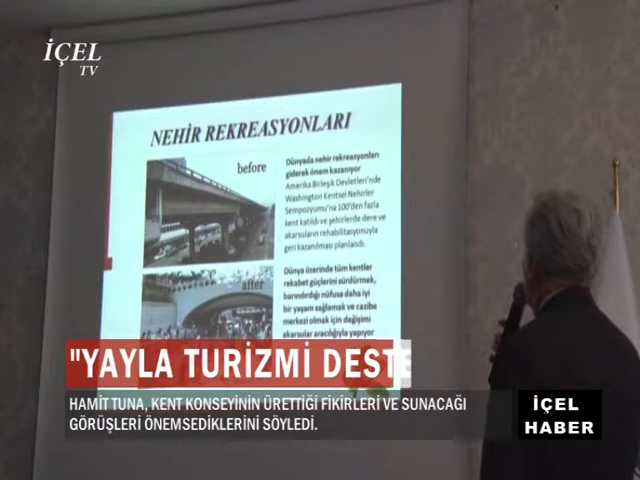 İÇEL
TV
NEHİR REKREASYONLARI
before
Dünyada nehir rekreasyonları
giderek önem kazanıyor
Amerika Birleşik Devletleri'nde
Washington Kentsel Nehirler
Sempozyumu'na 100'den fazla
kent katıldı ve şehirlerde dere ve
akarsuların rehabilitasyonuyla
geri kazanılması planlandı.
after
Dünya üzerinde tüm kentler
rekabet güçlerini sürdürmek,
barındırdığı nüfusa daha iyi
bir yaşam sağlamak ve cazibe
merkezi olmak için değişimi
akarsular aracılığıyla yapıyor
"YAYLA TURİZMİ DESTE
HAMİT TUNA, KENT KONSEYİNİN ÜRETTİĞİ FİKİRLERİ VE SUNACAĞI
GÖRÜŞLERİ ÖNEMSEDİKLERİNİ SÖYLEDİ.
İÇEL
HABER